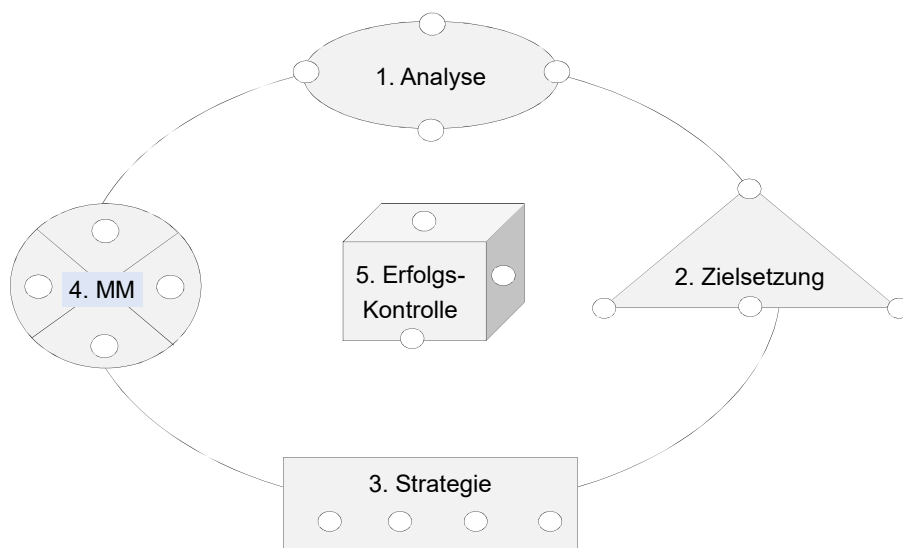 1. Analyse
2. Zielsetzung
3. Strategie
4. MM
5. Erfolgs-
Kontrolle